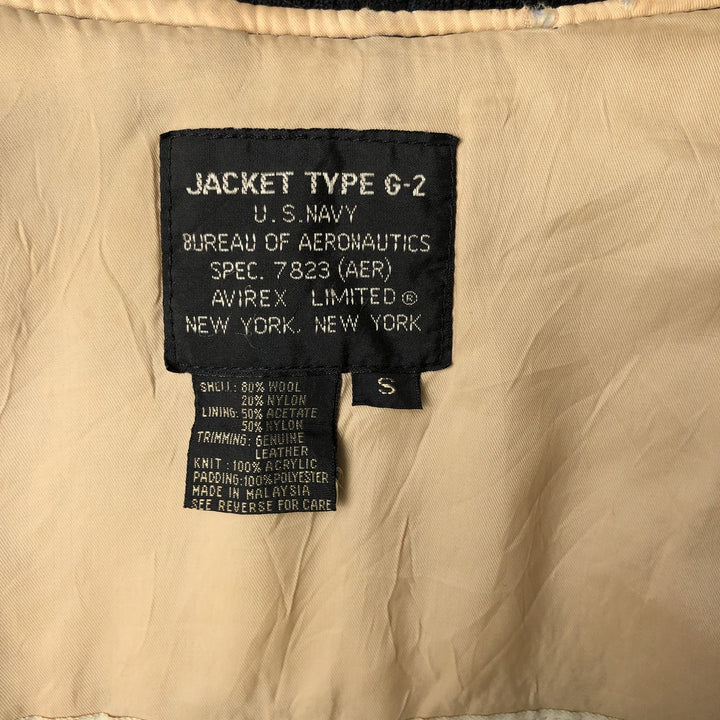 JACKET TYPE G-2
U.S.NAVY
BUREAU OF AERONAUTICS
SPEC. 7823 (AER)
AVIREX LIMITED ®
NEW YORK, NEW YORK
S
SHELL: 80% WOOL
20% NYLON
LINING: 50% ACETATE
50% NYLON
TRIMMING: GENUINE
LEATHER
KNIT : 100% ACRYLIC
PADDING:100% POLYESTER
MADE IN MALAYSIA
SEE REVERSE FOR CARE